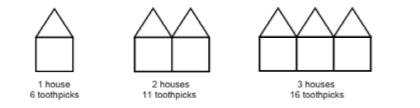 1 house
6 toothpicks
2 houses
11 toothpicks
3 houses
16 toothpicks